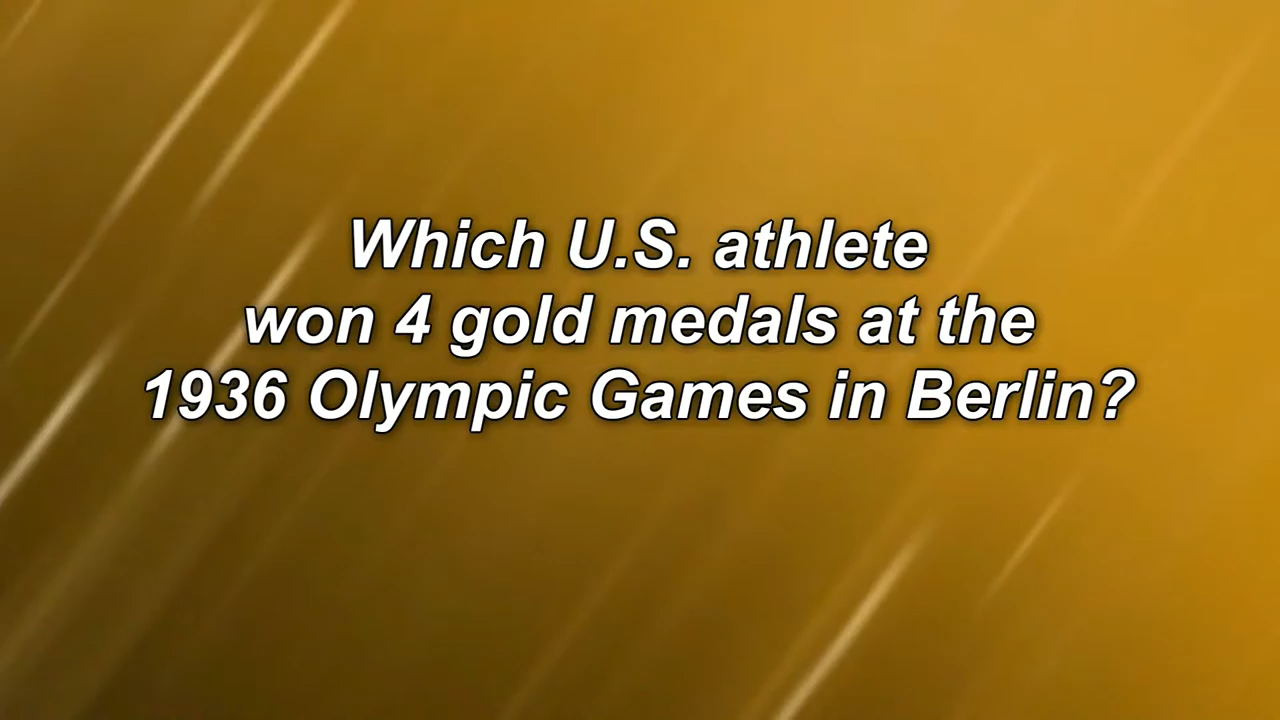 Which U.S. athlete
won 4 gold medals at the
1936 Olympic Games in Berlin?